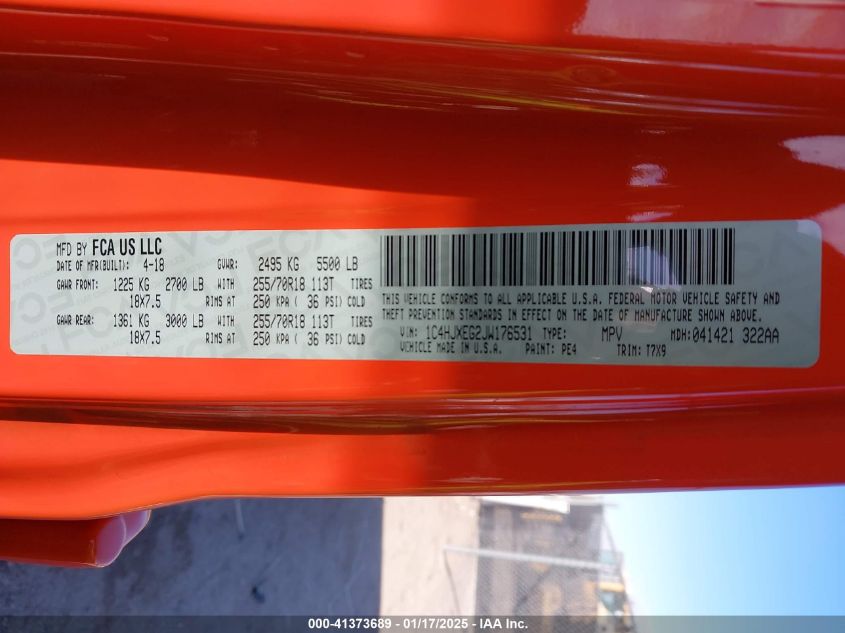 MFD BY FCA US LLC
DATE OF MFR(BUILT): 4-18 GVWR: 2495 KG 5500 LB
GAWR FRONT: 1225 KG 2700 LB WITH 255/70R18 113T TIRES
18X7.5 RIMS AT 250 KPA ( 36 PSI) COLD
GAWR REAR: 1361 KG 3000 LB WITH 255/70R18 113T TIRES
18X7.5 RIMS AT 250 KPA ( 36 PSI) COLD
THIS VEHICLE CONFORMS TO ALL APPLICABLE U.S.A. FEDERAL MOTOR VEHICLE SAFETY AND
THEFT PREVENTION STANDARDS IN EFFECT ON THE DATE OF MANUFACTURE SHOWN ABOVE.
VIN: 1C4HJXEG2JW176531 TYPE: MPV MDH:041421 322AA
VEHICLE MADE IN U.S.A. PAINT: PE4 TRIM: T7X9
000-41373689 - 01/17/2025 - IAA Inc.